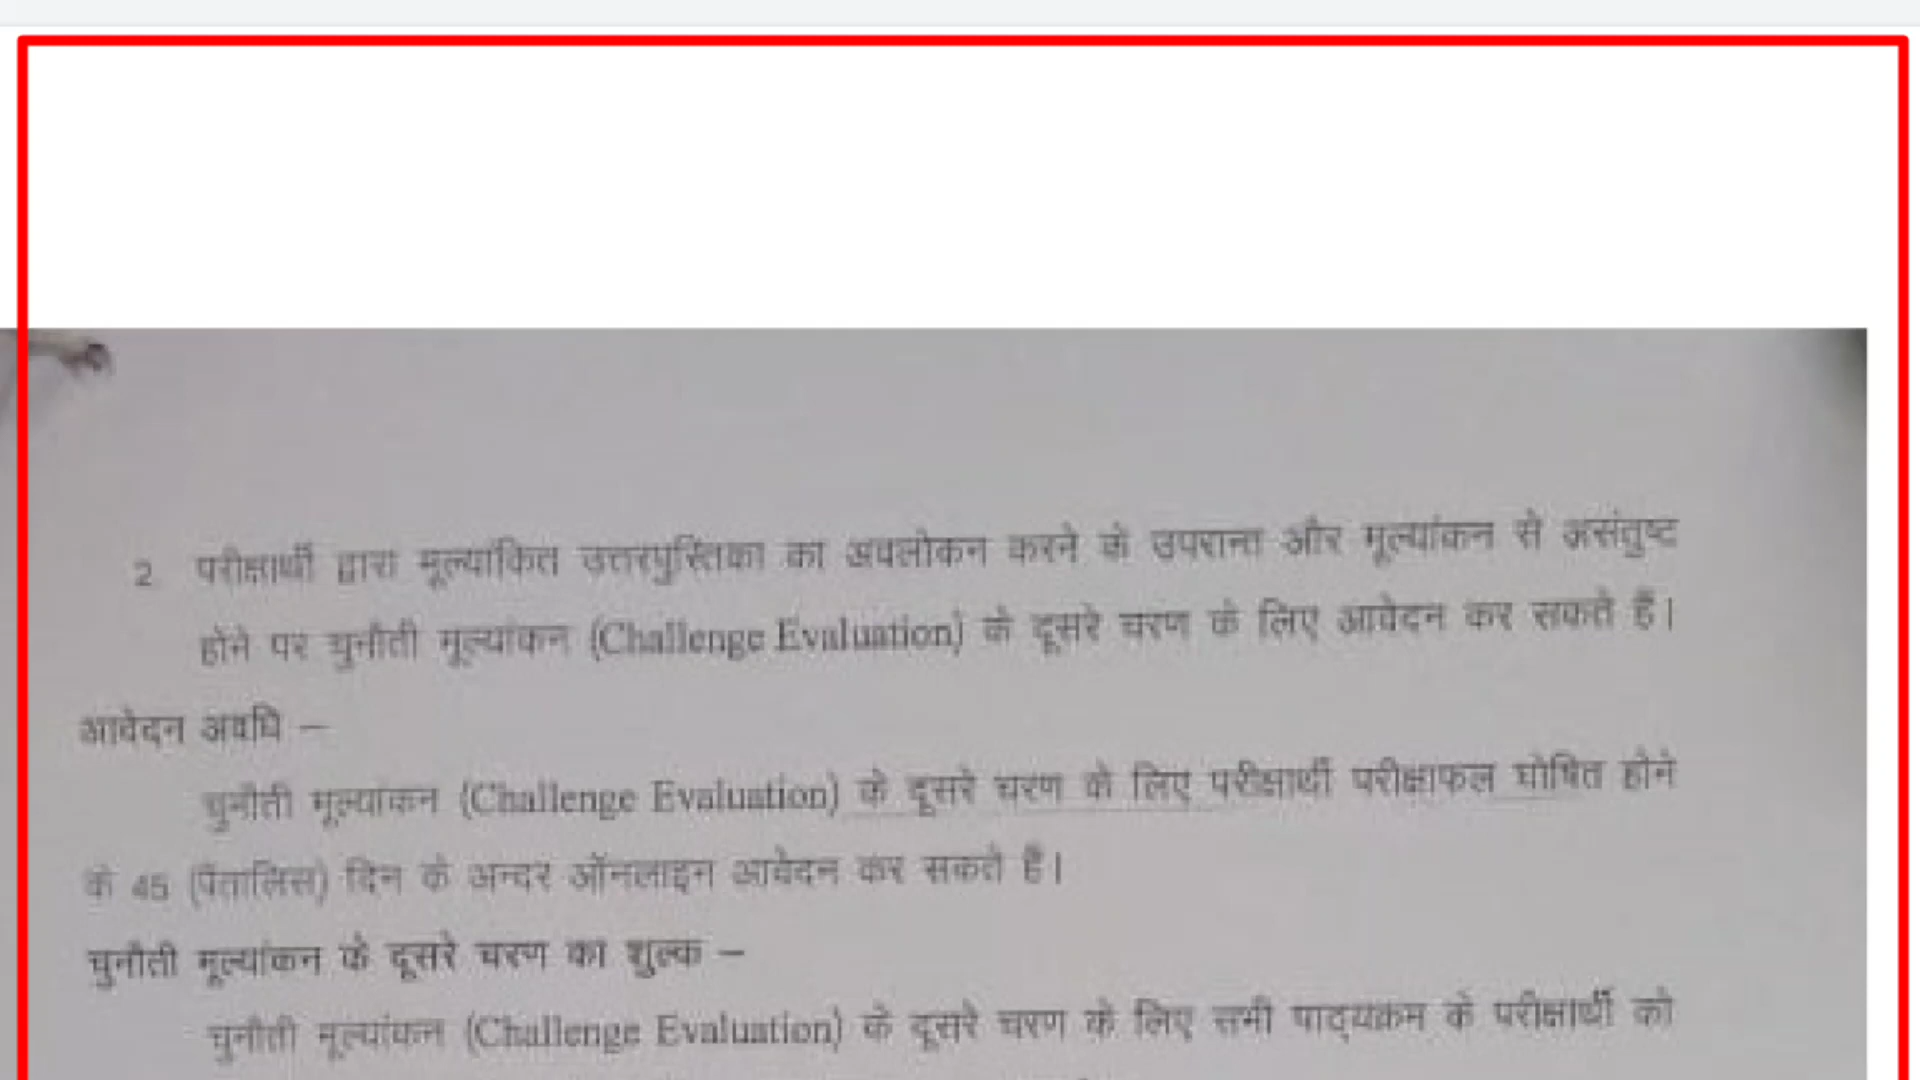 2 परीक्षार्थी द्वारा मूल्यांकित उत्तरपुस्तिका का अवलोकन करने के उपरान्त और मूल्यांकन से असंतुष्ट
होने पर चुनौती मूल्यांकन (Challenge Evaluation) के दूसरे चरण के लिए आवेदन कर सकते हैं।
आवेदन अवधि –
चुनौती मूल्यांकन (Challenge Evaluation) के दूसरे चरण के लिए परीक्षार्थी परीक्षाफल घोषित होने
के 45 (पैंतालिस) दिन के अन्दर ऑनलाइन आवेदन कर सकते हैं।
चुनौती मूल्यांकन के दूसरे चरण का शुल्क –
चुनौती मूल्यांकन (Challenge Evaluation) के दूसरे चरण के लिए सभी पाठ्यक्रम के परीक्षार्थी को